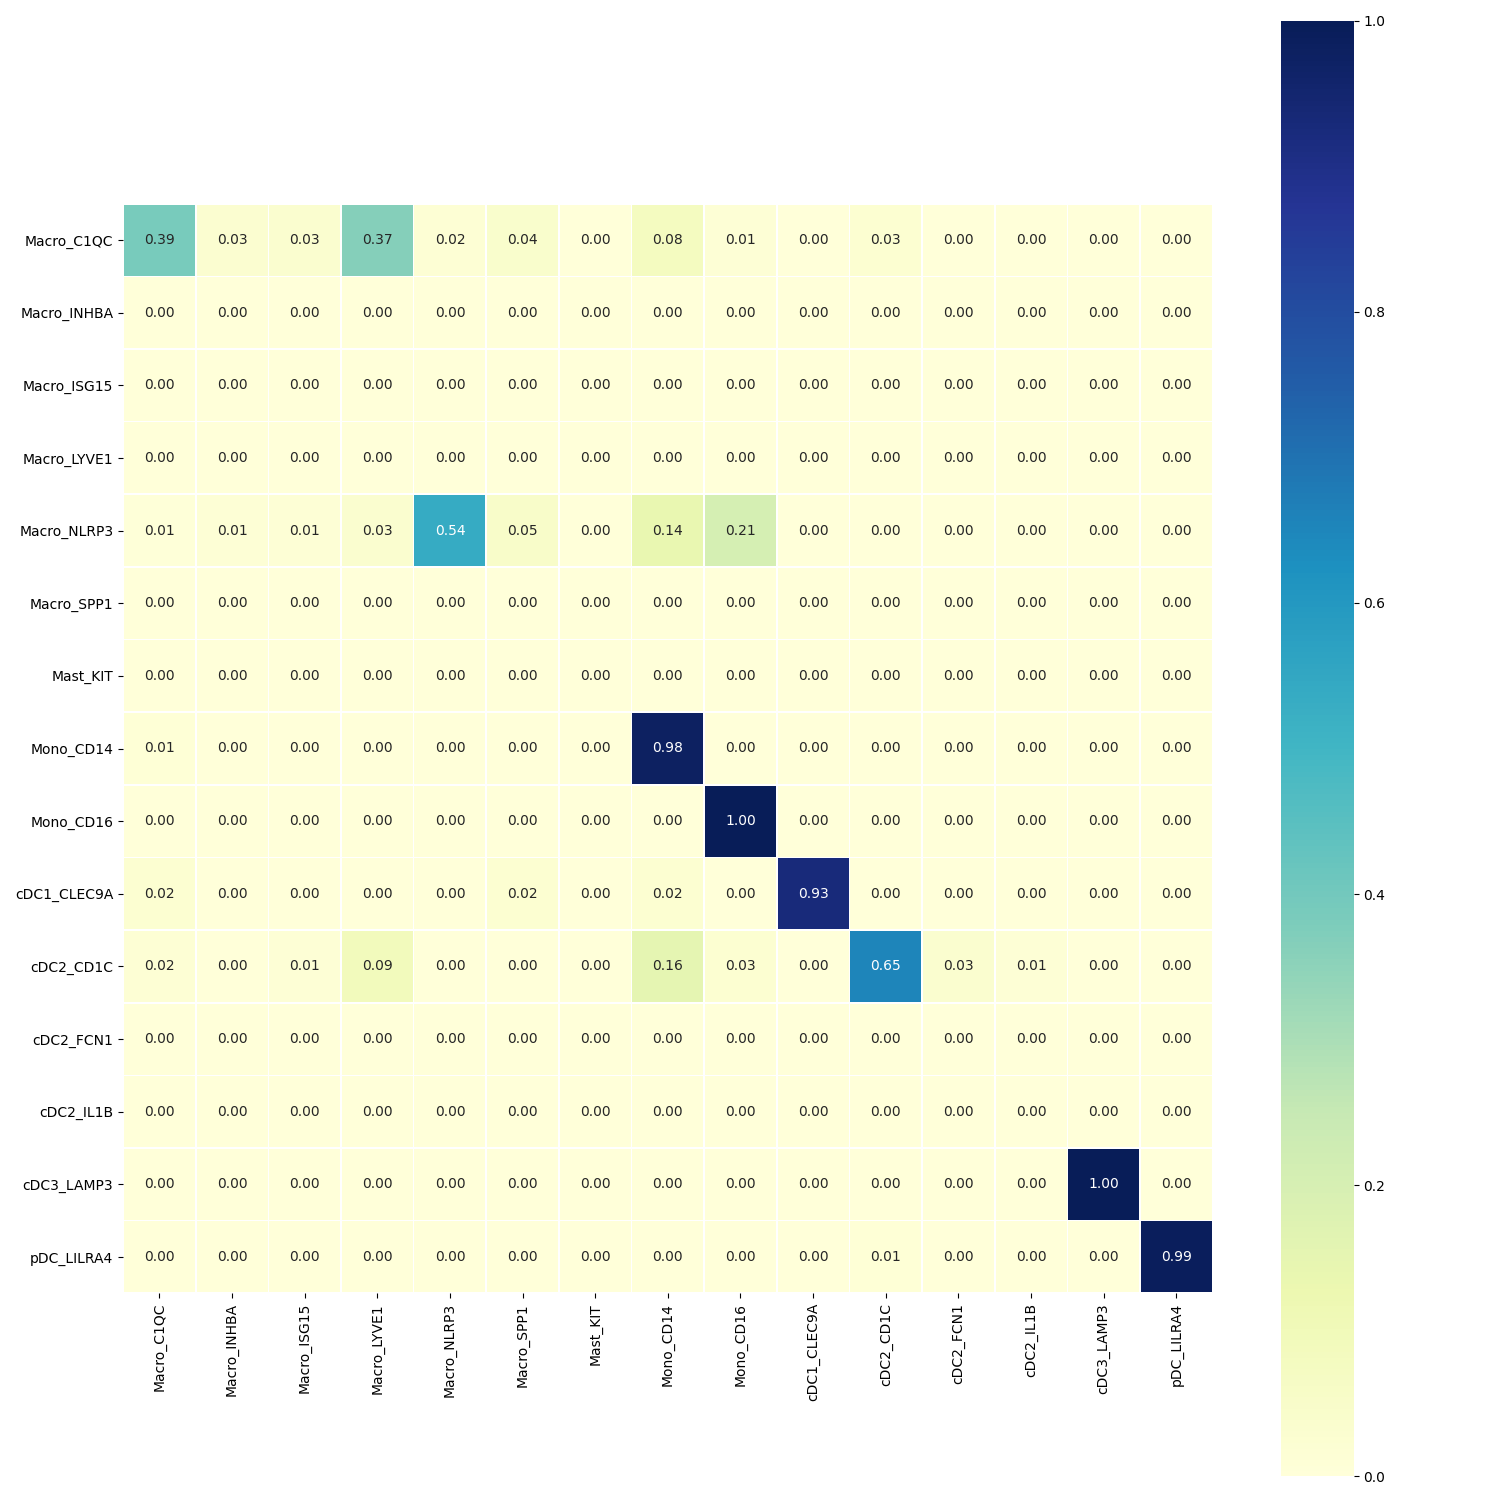 1.0
Macro_C1QC 0.39 0.03 0.03 0.37 0.02 0.04 0.00 0.08 0.01 0.00 0.03 0.00 0.00 0.00 0.00
Macro_INHBA 0.00 0.00 0.00 0.00 0.00 0.00 0.00 0.00 0.00 0.00 0.00 0.00 0.00 0.00 0.00
0.8
Macro_ISG15 0.00 0.00 0.00 0.00 0.00 0.00 0.00 0.00 0.00 0.00 0.00 0.00 0.00 0.00 0.00
Macro_LYVE1 0.00 0.00 0.00 0.00 0.00 0.00 0.00 0.00 0.00 0.00 0.00 0.00 0.00 0.00 0.00
Macro_NLRP3 0.01 0.01 0.01 0.03 0.54 0.05 0.00 0.14 0.21 0.00 0.00 0.00 0.00 0.00 0.00
Macro_SPP1 0.00 0.00 0.00 0.00 0.00 0.00 0.00 0.00 0.00 0.00 0.00 0.00 0.00 0.00 0.00
0.6
Mast_KIT 0.00 0.00 0.00 0.00 0.00 0.00 0.00 0.00 0.00 0.00 0.00 0.00 0.00 0.00 0.00
Mono_CD14 0.01 0.00 0.00 0.00 0.00 0.00 0.00 0.98 0.00 0.00 0.00 0.00 0.00 0.00 0.00
Mono_CD16 0.00 0.00 0.00 0.00 0.00 0.00 0.00 0.00 1.00 0.00 0.00 0.00 0.00 0.00 0.00
cDC1_CLEC9A 0.02 0.00 0.00 0.00 0.00 0.02 0.00 0.02 0.00 0.93 0.00 0.00 0.00 0.00 0.00
0.4
cDC2_CD1C 0.02 0.00 0.01 0.09 0.00 0.00 0.00 0.16 0.03 0.00 0.65 0.03 0.01 0.00 0.00
cDC2_FCN1 0.00 0.00 0.00 0.00 0.00 0.00 0.00 0.00 0.00 0.00 0.00 0.00 0.00 0.00 0.00
cDC2_IL1B 0.00 0.00 0.00 0.00 0.00 0.00 0.00 0.00 0.00 0.00 0.00 0.00 0.00 0.00 0.00
cDC3_LAMP3 0.00 0.00 0.00 0.00 0.00 0.00 0.00 0.00 0.00 0.00 0.00 0.00 0.00 1.00 0.00
0.2
pDC_LILRA4 0.00 0.00 0.00 0.00 0.00 0.00 0.00 0.00 0.00 0.00 0.01 0.00 0.00 0.00 0.99
Macro_C1QC
Macro_INHBA
Macro_ISG15
Macro_LYVE1
Macro_NLRP3
Macro_SPP1
Mast_KIT
Mono_CD14
Mono_CD16
cDC1_CLEC9A
cDC2_CD1C
cDC2_FCN1
cDC2_IL1B
cDC3_LAMP3
pDC_LILRA4
0.0